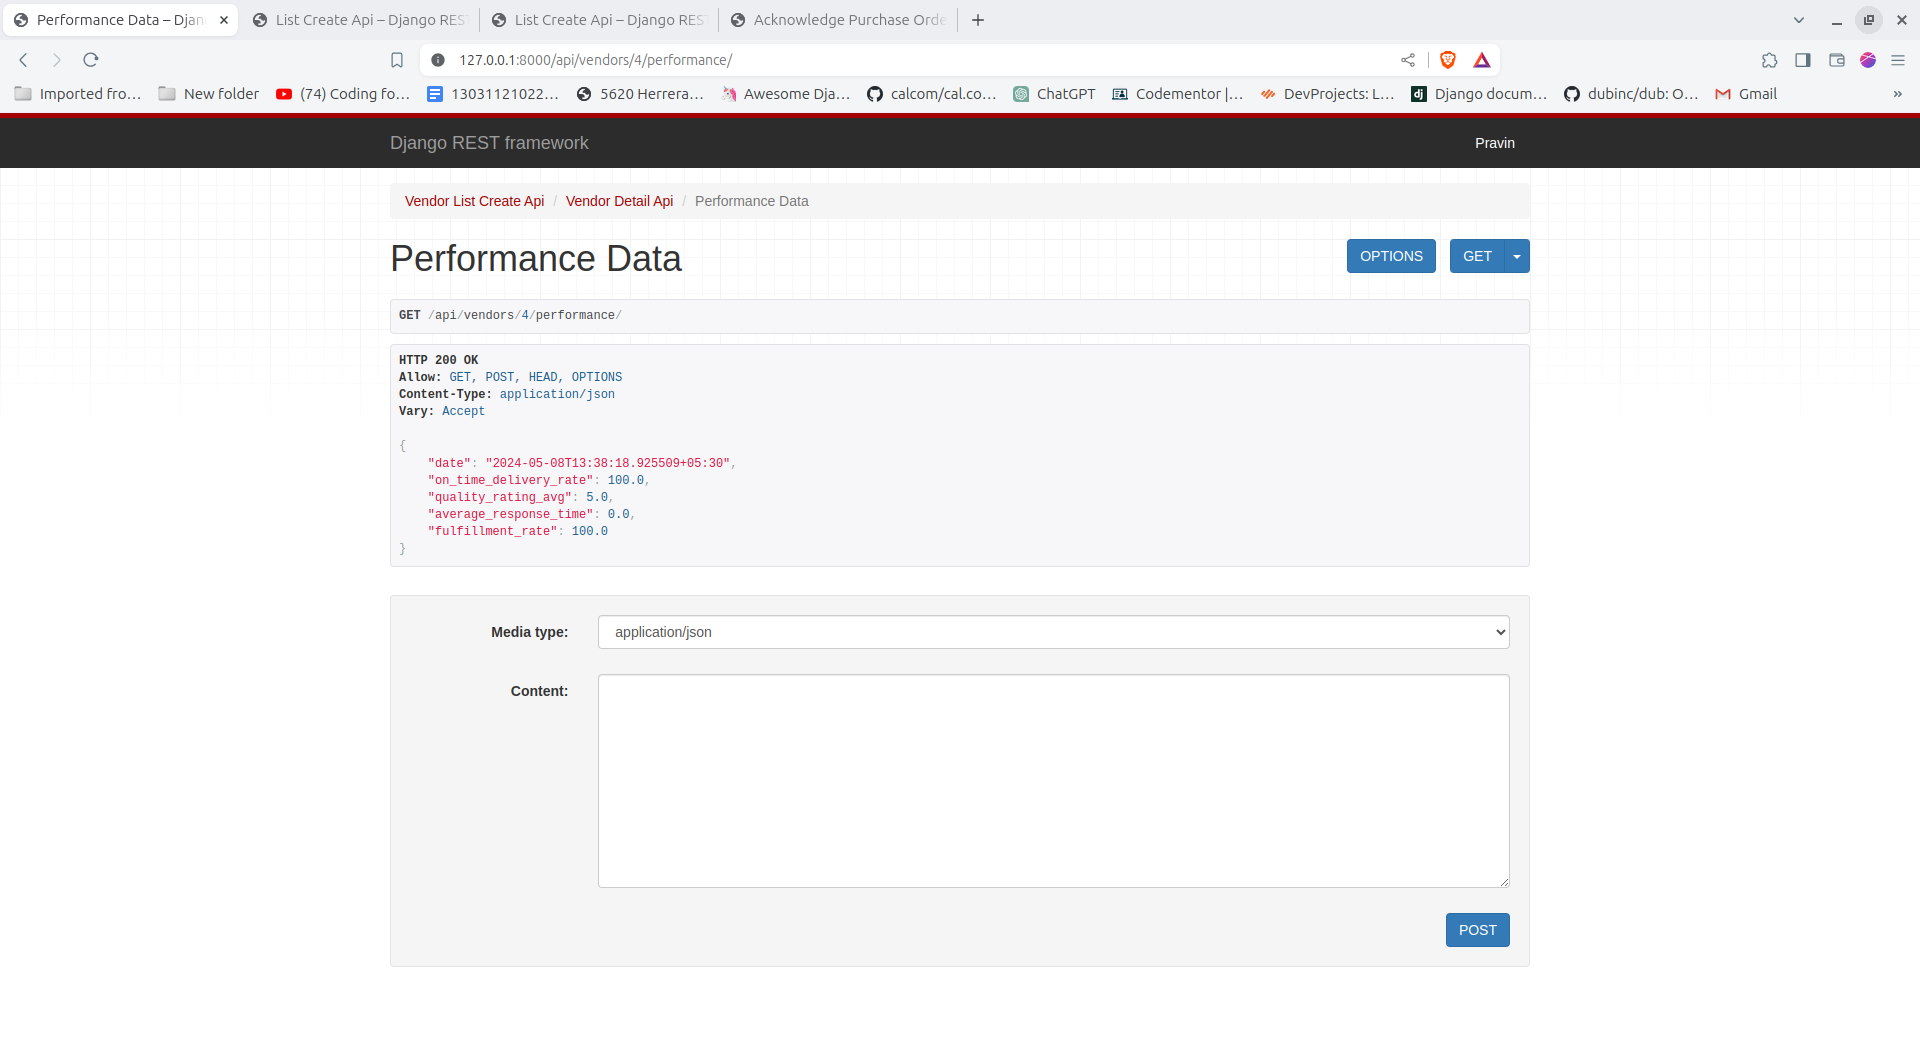 Performance Data – Djan
List Create Api – Django RES
List Create Api – Django RES
Acknowledge Purchase Orde
127.0.0.1:8000/api/vendors/4/performance/
Imported fro... New folder (74) Coding fo... 13031121022... 5620 Herrera... Awesome Dja... calcom/cal.co... ChatGPT Codementor |... DevProjects: L... Django docum... dubinc/dub: O... Gmail »
Django REST framework Pravin
Vendor List Create Api / Vendor Detail Api / Performance Data
Performance Data OPTIONS GET
GET /api/vendors/4/performance/
HTTP 200 OK
Allow: GET, POST, HEAD, OPTIONS
Content-Type: application/json
Vary: Accept
{
"date": "2024-05-08T13:38:18.925509+05:30",
"on_time_delivery_rate": 100.0,
"quality_rating_avg": 5.0,
"average_response_time": 0.0,
"fulfillment_rate": 100.0
}
Media type: application/json
Content:
POST